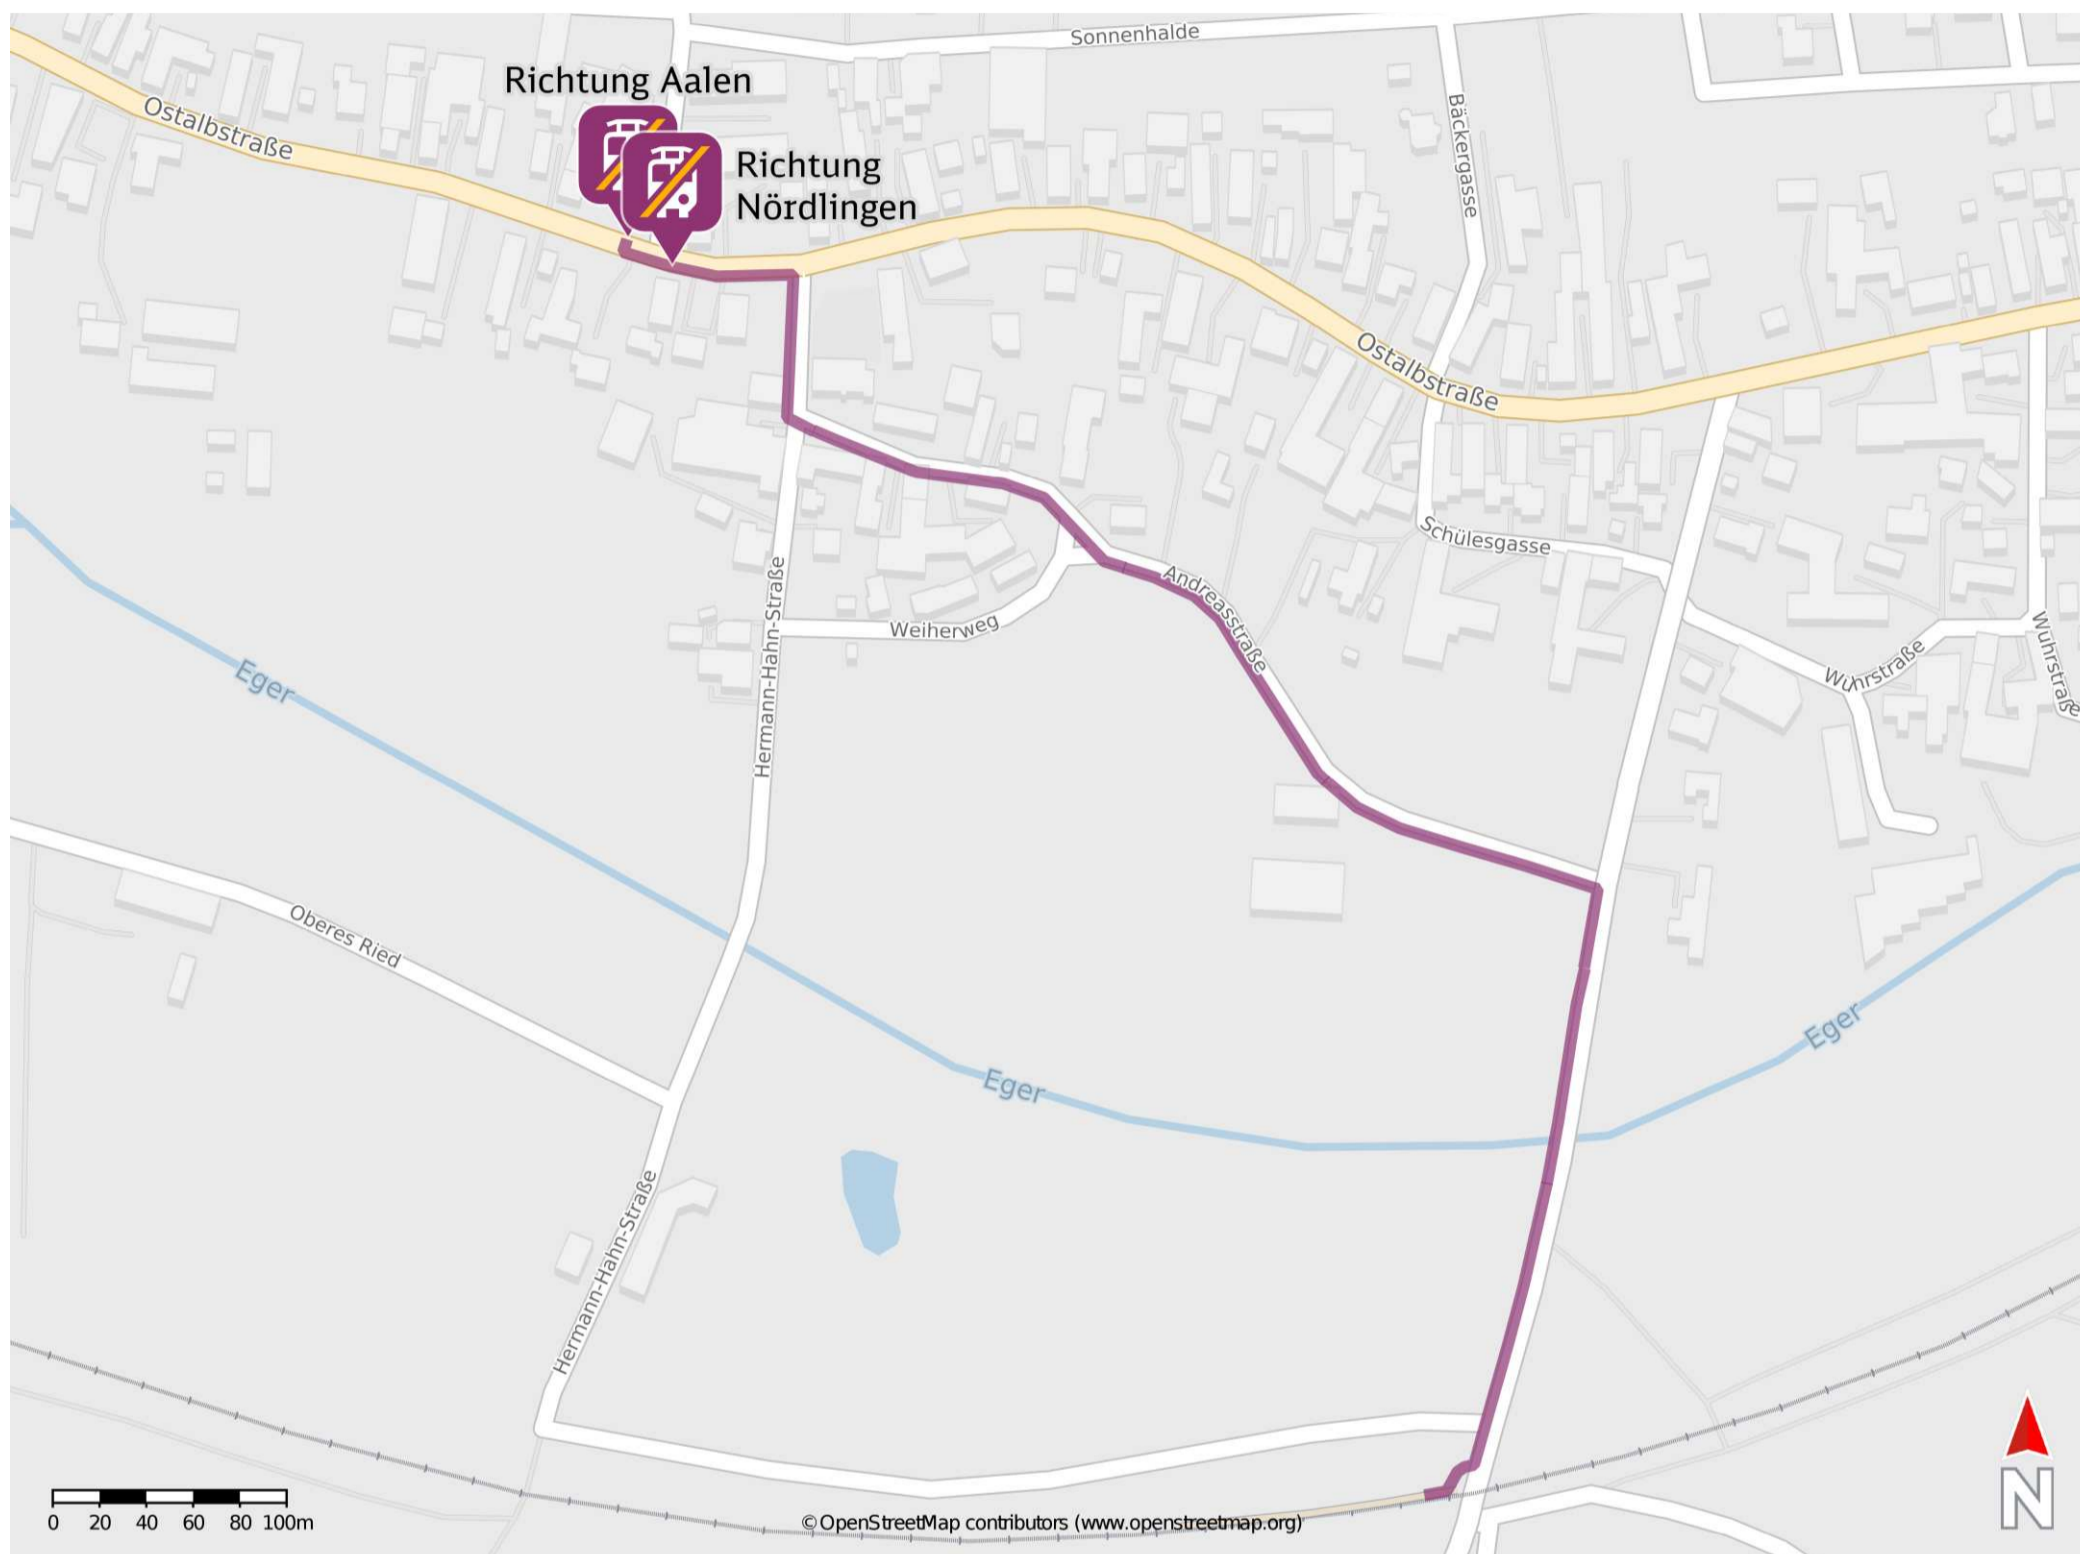 Sonnenhalde
Richtung Aalen
Richtung
Nördlingen
Ostalbstraße
Bäckergasse
Ostalbstraße
Schülesgasse
Andreasstraße
Weiherweg
Hermann-Hahn-Straße
Wuhrstraße
Wuhrstraße
Eger
Oberes Ried
Eger
Eger
Hermann-Hahn-Straße
0 20 40 60 80 100m
© OpenStreetMap contributors (www.openstreetmap.org)
N